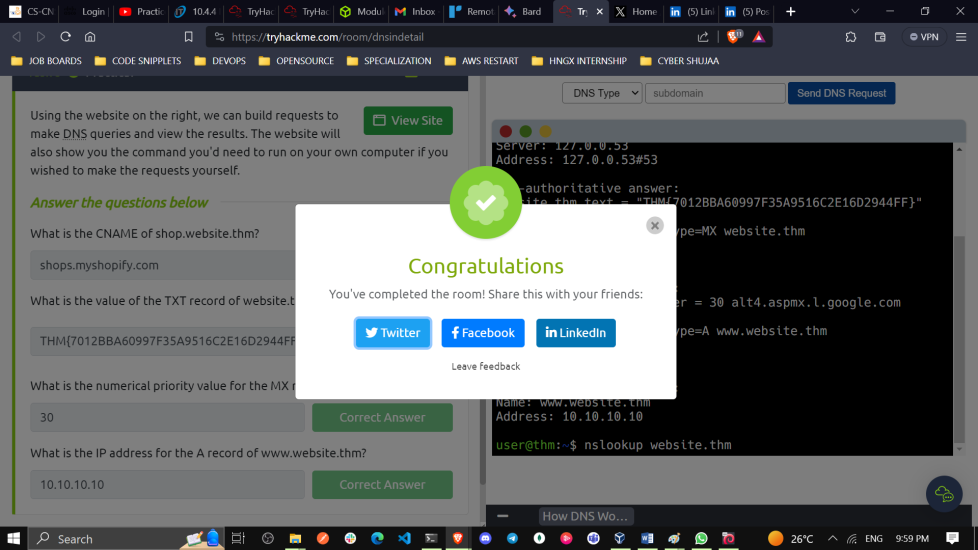 CS-CN
Login |
Practic
10.4.4
TryHac
TryHac
Modul
Inbox
Remot
Bard
Try
Home
(5) Link
(5) Pos
https://tryhackme.com/room/dnsindetail
VPN
JOB BOARDS
CODE SNIPPLETS
DEVOPS
OPENSOURCE
SPECIALIZATION
AWS RESTART
HNGX INTERNSHIP
CYBER SHUJAA
Using the website on the right, we can build requests to
make DNS queries and view the results. The website will
also show you the command you'd need to run on your own computer if you
wished to make the requests yourself.
View Site
Answer the questions below
What is the CNAME of shop.website.thm?
shops.myshopify.com
What is the value of the TXT record of website.t
THM{7012BBA60997F35A9516C2E16D2944FF}
What is the numerical priority value for the MX
30
Correct Answer
What is the IP address for the A record of www.website.thm?
10.10.10.10
Correct Answer
Congratulations
You've completed the room! Share this with your friends:
Twitter
Facebook
LinkedIn
Leave feedback
DNS Type
subdomain
Send DNS Request
Server: 127.0.0.53
Address: 127.0.0.53#53
-authoritative answer:
site.thm text = "THM{7012BBA60997F35A9516C2E16D2944FF}"
ype=MX website.thm
er = 30 alt4.aspmx.l.google.com
ype=A www.website.thm
Name: www.website.thm
Address: 10.10.10.10
user@thm:~$ nslookup website.thm
How DNS Wo...
Search
26°C
ENG
9:59 PM